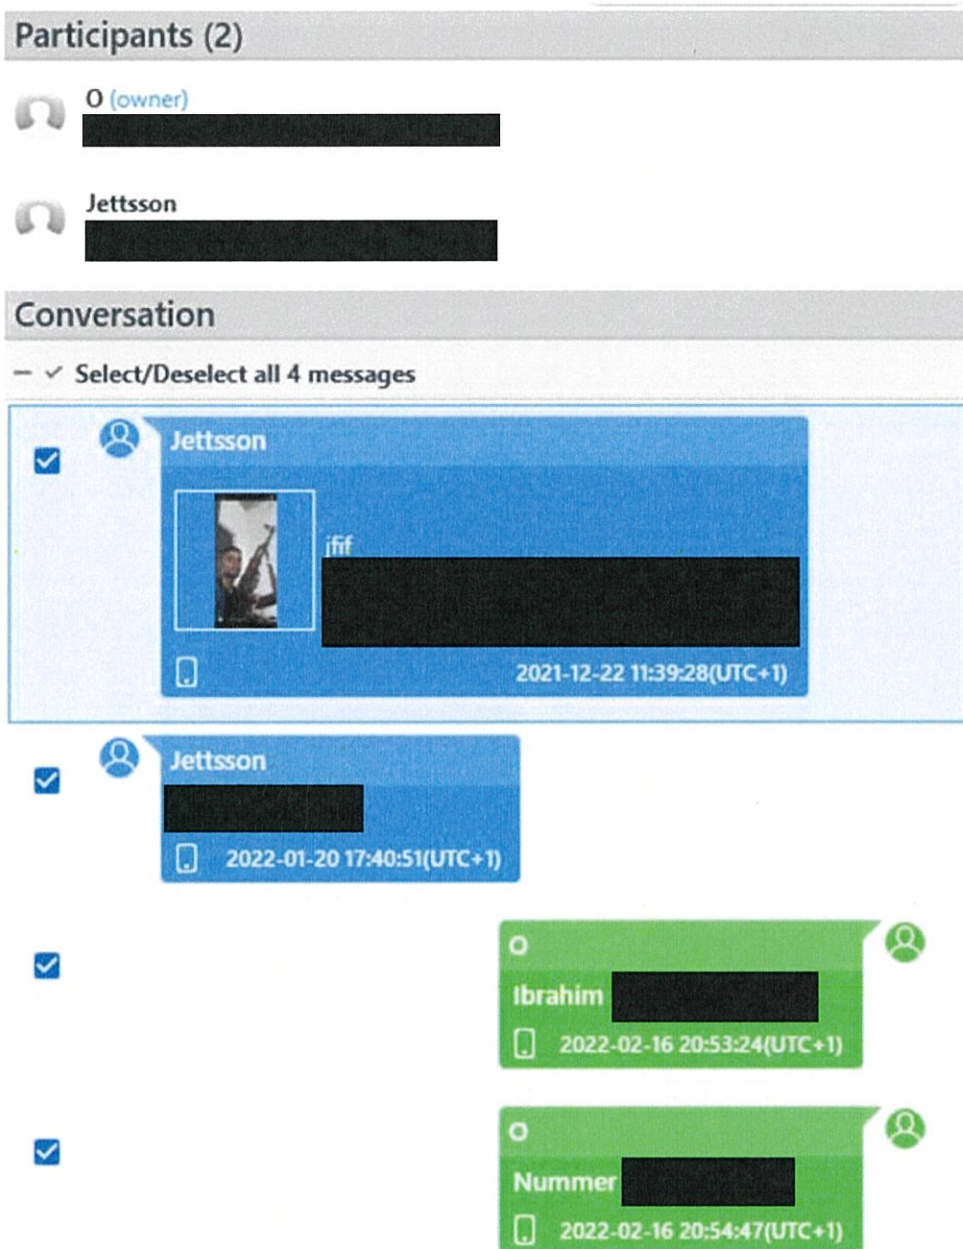 Participants (2)
O (owner)
Jettsson
Conversation
Select/Deselect all 4 messages
Jettsson
jfif
2021-12-22 11:39:28(UTC+1)
Jettsson
2022-01-20 17:40:51(UTC+1)
O
Ibrahim
2022-02-16 20:53:24(UTC+1)
O
Nummer
2022-02-16 20:54:47(UTC+1)